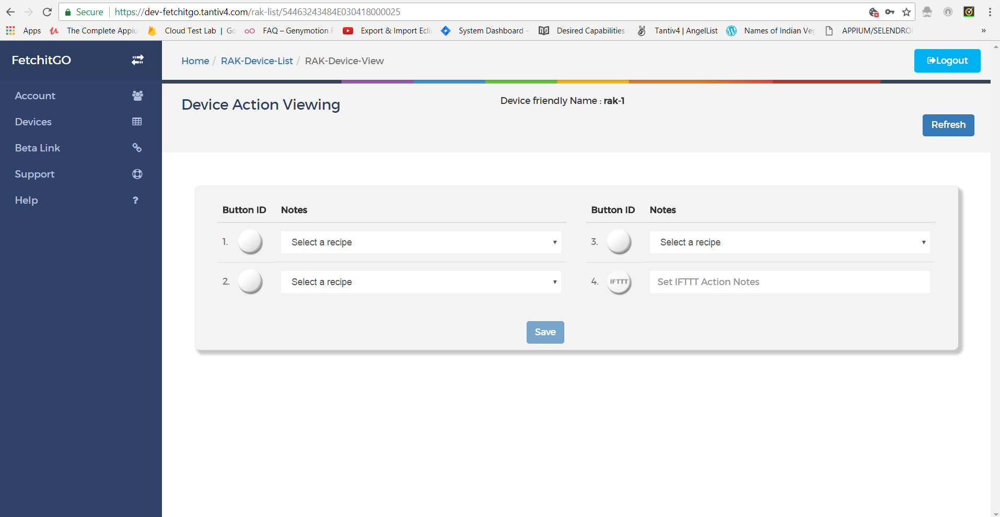 Secure https://dev-fetchitgo.tantiv4.com/rak-list/54463243484E030418000025
Apps The Complete Appiu Cloud Test Lab | Go FAQ – Genymotion F Export & Import Ecli System Dashboard - Desired Capabilities Tantiv4 | AngelList Names of Indian Veg APPIUM/SELENDROI »
FetchitGO
Home / RAK-Device-List / RAK-Device-View
Logout
Account
Devices
Beta Link
Support
Help ?
Device Action Viewing
Device friendly Name : rak-1
Refresh
Button ID Notes
1. Select a recipe
2. Select a recipe
Button ID Notes
3. Select a recipe
4. IFTTT Set IFTTT Action Notes
Save